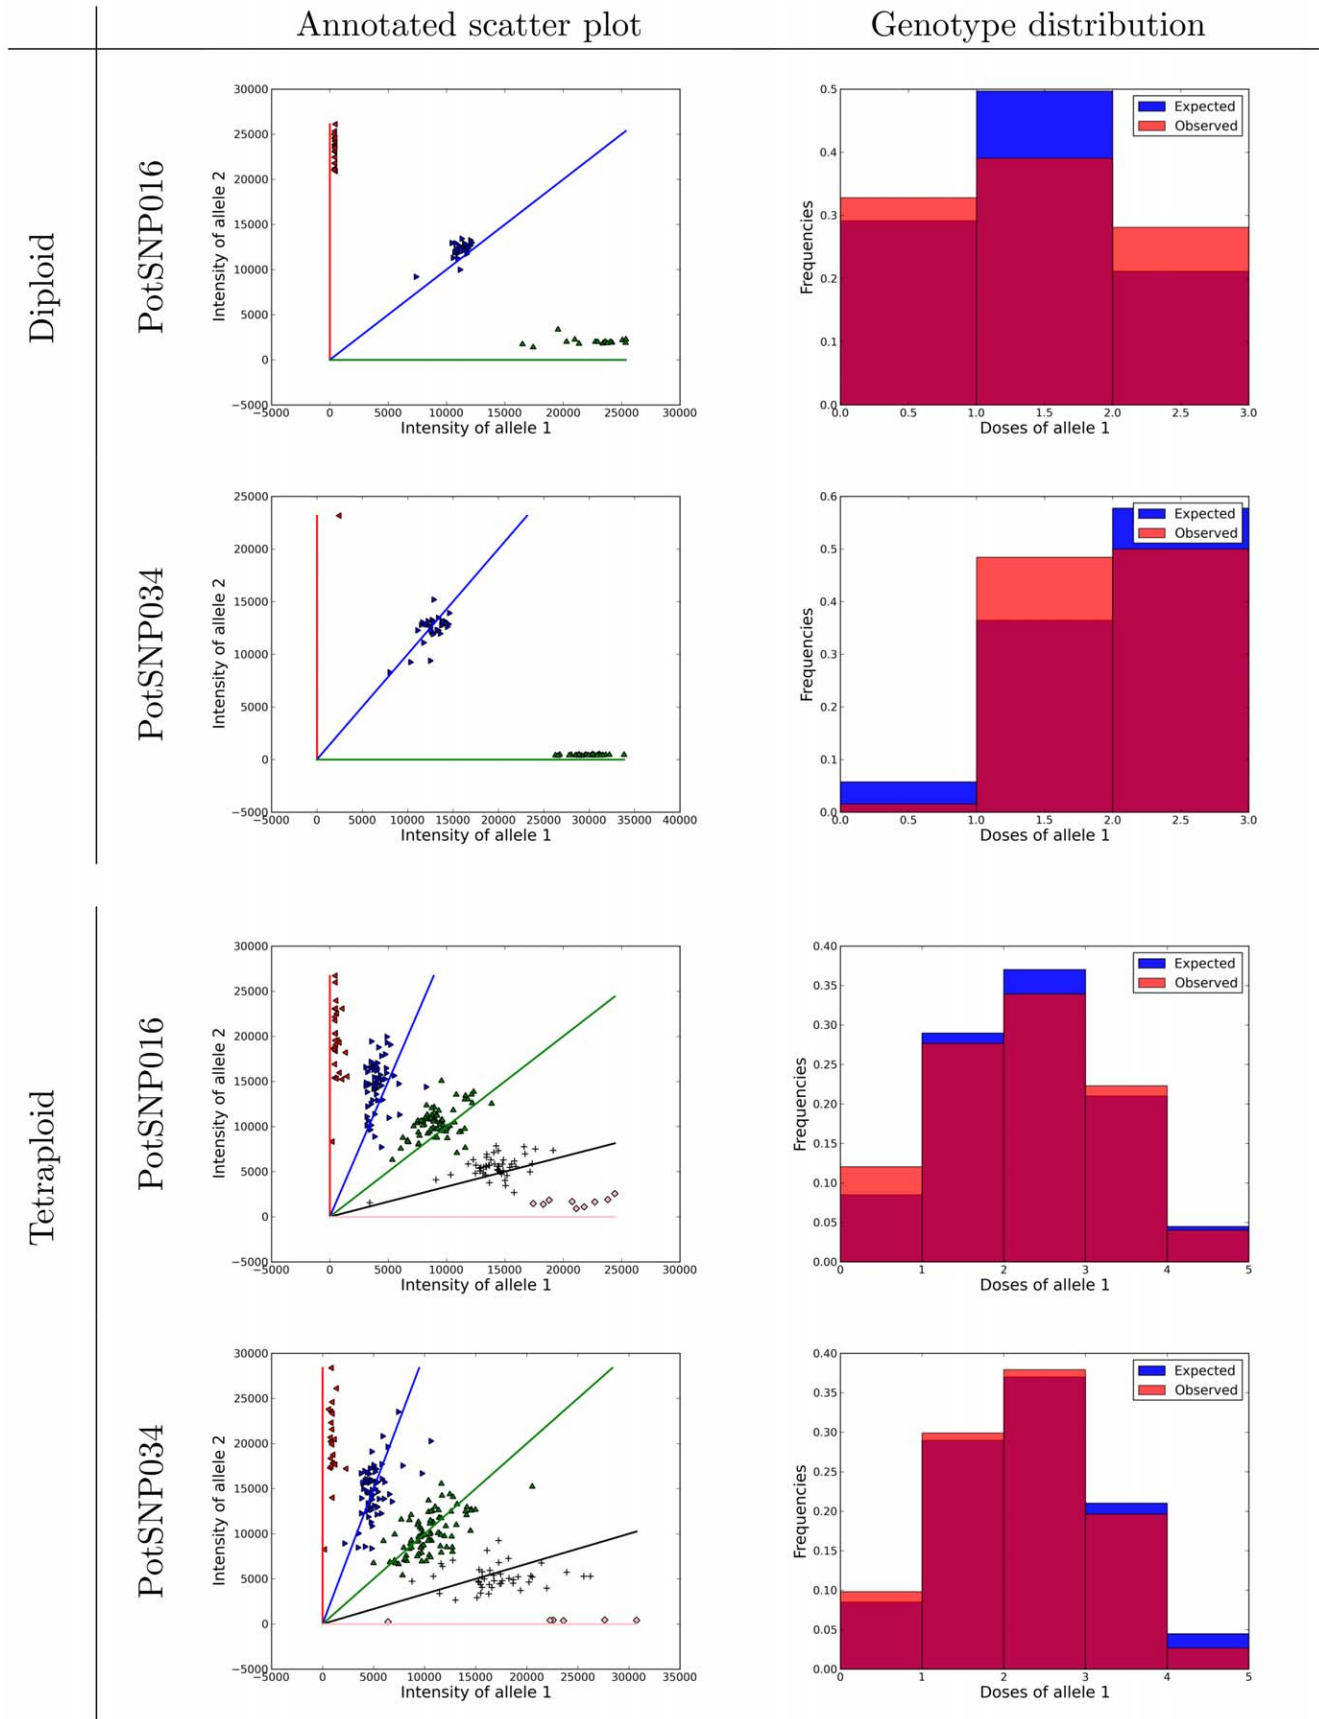 Annotated scatter plot
Genotype distribution
Diploid
PotSNP016
Intensity of allele 2
30000
25000
20000
15000
10000
5000
0
−5000
−5000 0 5000 10000 15000 20000 25000 30000
Intensity of allele 1
Frequencies
0.5
0.4
0.3
0.2
0.1
0.0
Expected
Observed
0.0 0.5 1.0 1.5 2.0 2.5 3.0
Doses of allele 1
PotSNP034
Intensity of allele 2
25000
20000
15000
10000
5000
0
−5000
−5000 0 5000 10000 15000 20000 25000 30000 35000 40000
Intensity of allele 1
Frequencies
0.6
0.5
0.4
0.3
0.2
0.1
0.0
Expected
Observed
0.0 0.5 1.0 1.5 2.0 2.5 3.0
Doses of allele 1
Tetraploid
PotSNP016
Intensity of allele 2
30000
25000
20000
15000
10000
5000
0
−5000
−5000 0 5000 10000 15000 20000 25000 30000
Intensity of allele 1
Frequencies
0.40
0.35
0.30
0.25
0.20
0.15
0.10
0.05
0.00
Expected
Observed
0 1 2 3 4 5
Doses of allele 1
PotSNP034
Intensity of allele 2
30000
25000
20000
15000
10000
5000
0
−5000
−5000 0 5000 10000 15000 20000 25000 30000 35000
Intensity of allele 1
Frequencies
0.40
0.35
0.30
0.25
0.20
0.15
0.10
0.05
0.00
Expected
Observed
0 1 2 3 4 5
Doses of allele 1